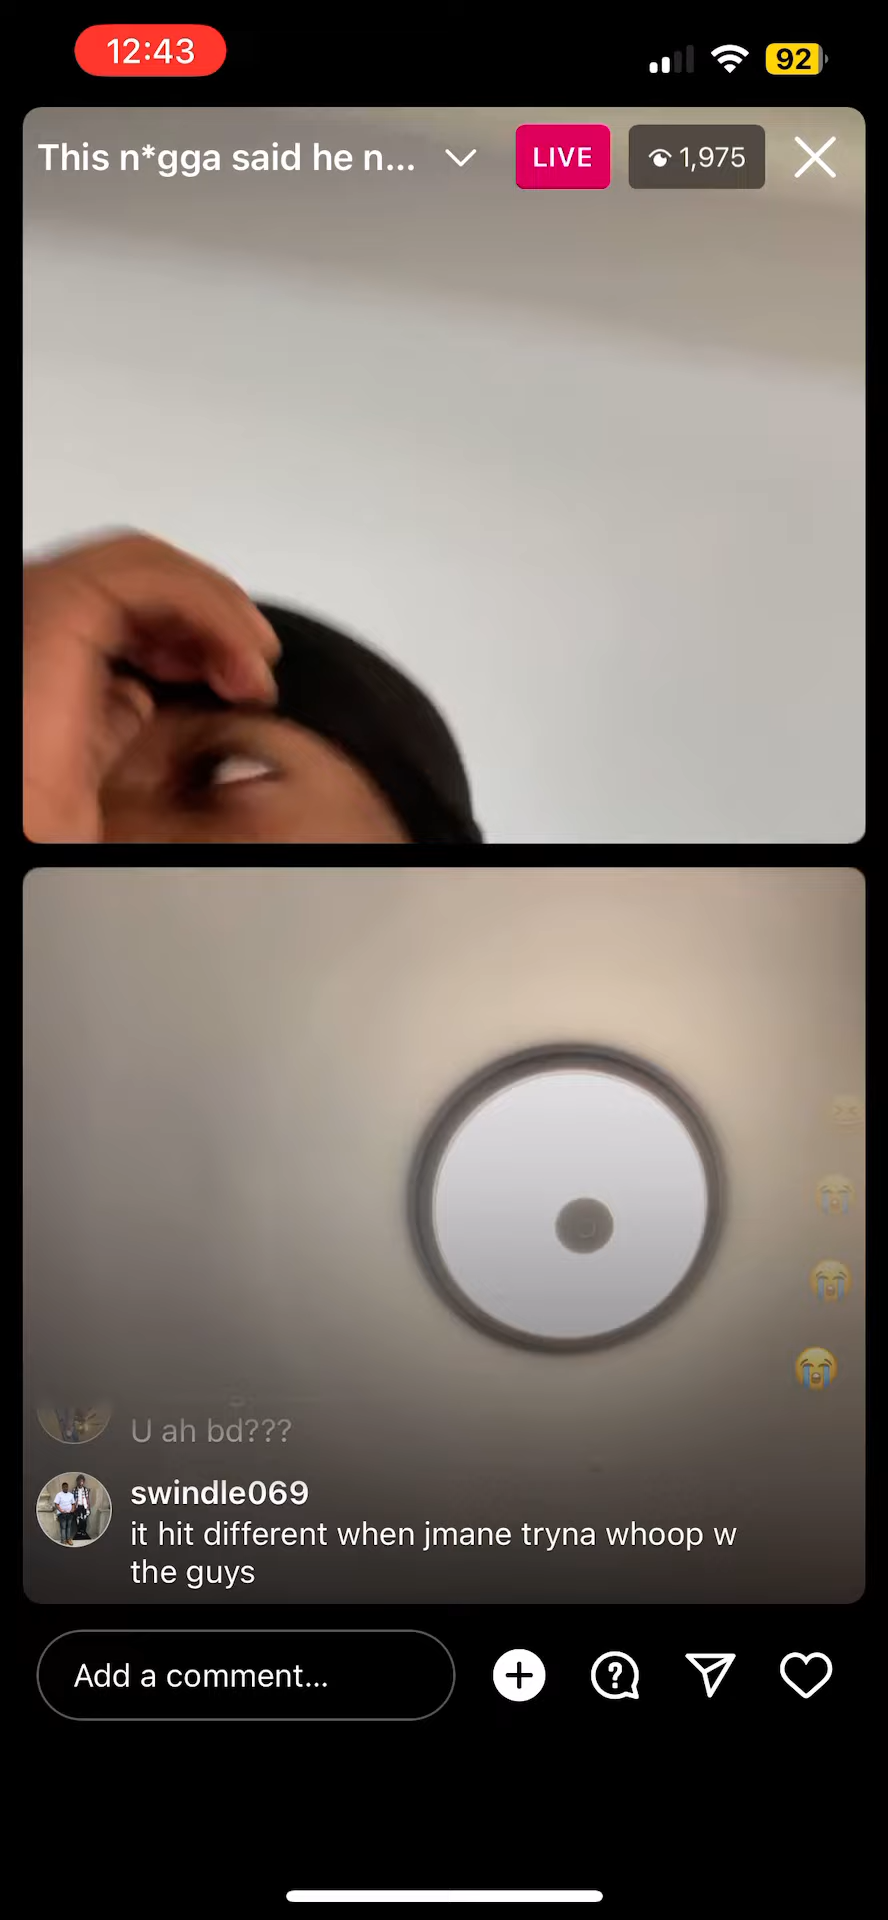 12:43
92
This n*gga said he n...
LIVE
1,975
U ah bd???
swindle069
it hit different when jmane tryna whoop w
the guys
Add a comment...